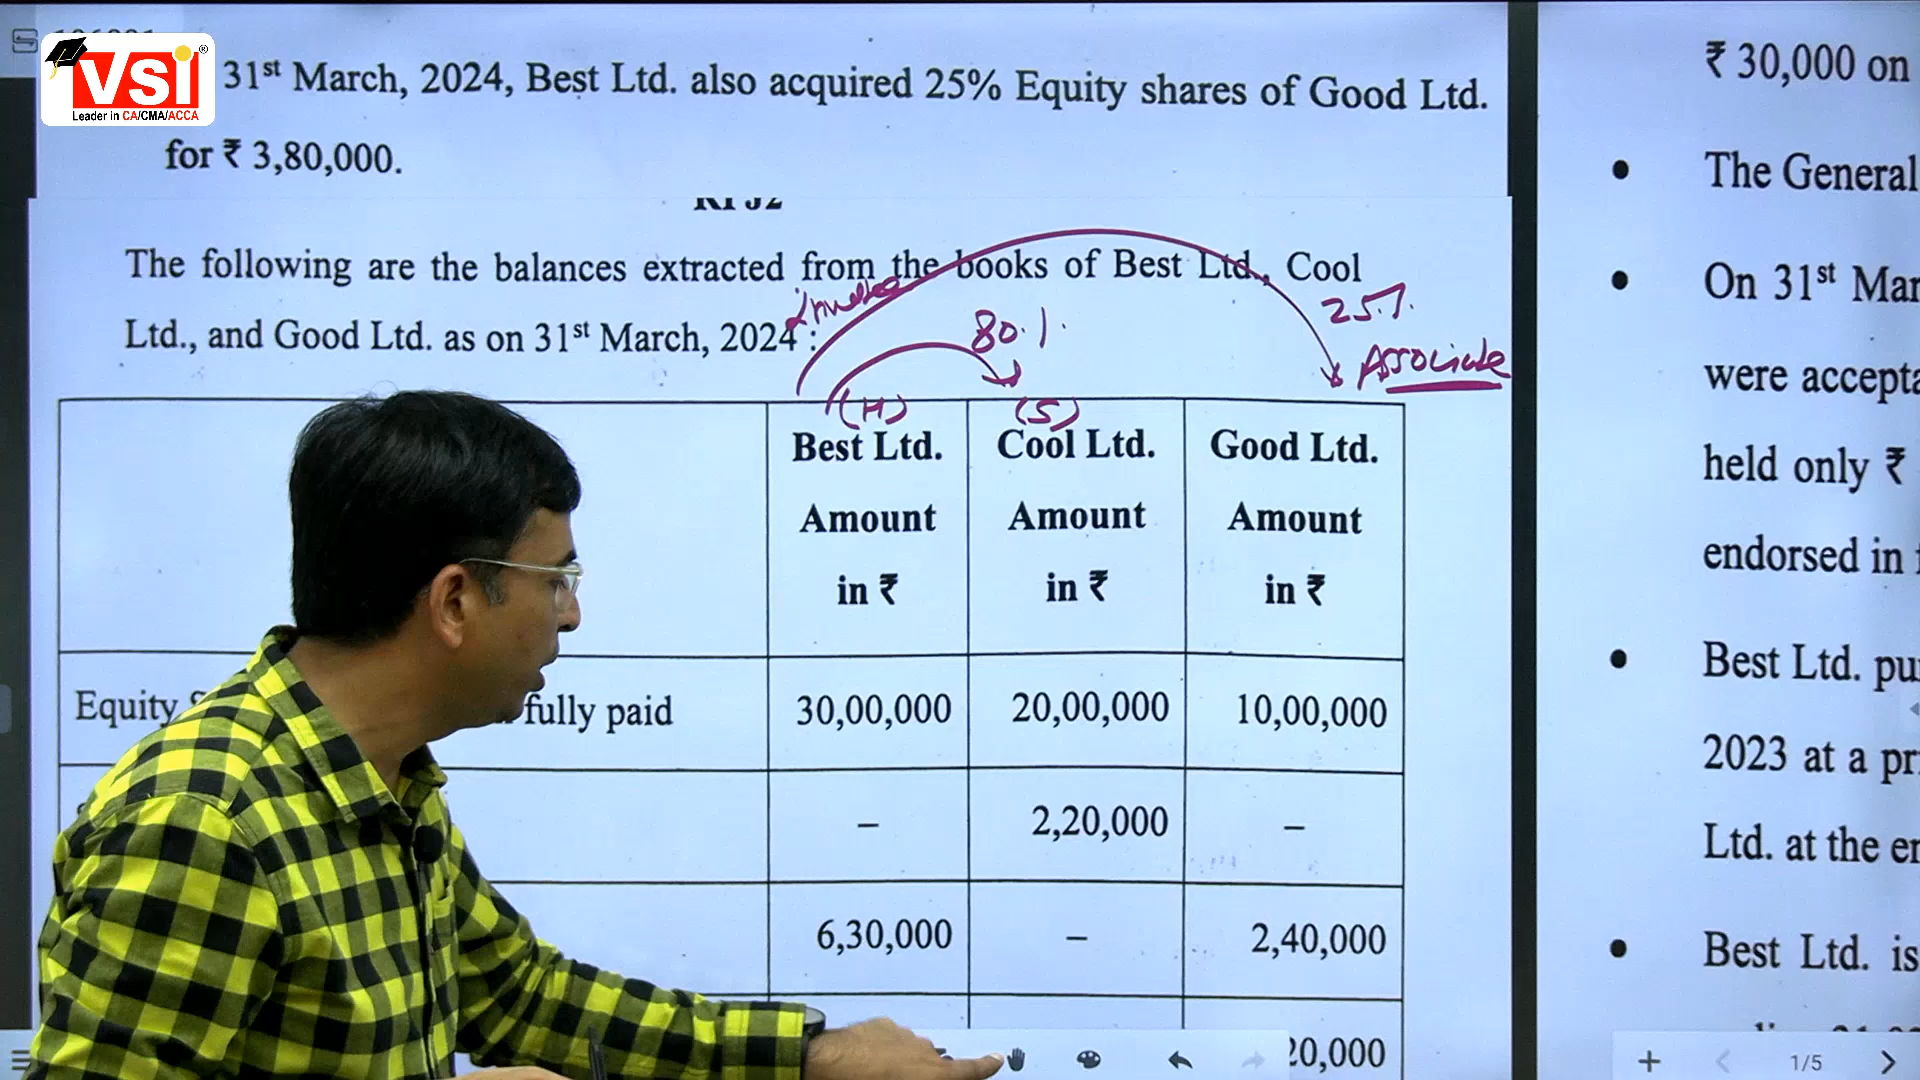 VSI
®
Leader in CA/CMA/ACCA
31st March, 2024, Best Ltd. also acquired 25% Equity shares of Good Ltd.
for ₹ 3,80,000.
The following are the balances extracted from the books of Best Ltd., Cool
Ltd., and Good Ltd. as on 31st March, 2024 :
80%
25%
Associate
(H)
(S)
Best Ltd.
Amount
in ₹
Cool Ltd.
Amount
in ₹
Good Ltd.
Amount
in ₹
Equity fully paid 30,00,000 20,00,000 10,00,000
– 2,20,000 –
6,30,000 – 2,40,000
20,000
₹ 30,000 on
• The General
• On 31st Mar
were accepta
held only ₹
endorsed in
• Best Ltd. pu
2023 at a pr
Ltd. at the en
• Best Ltd. is
1/5